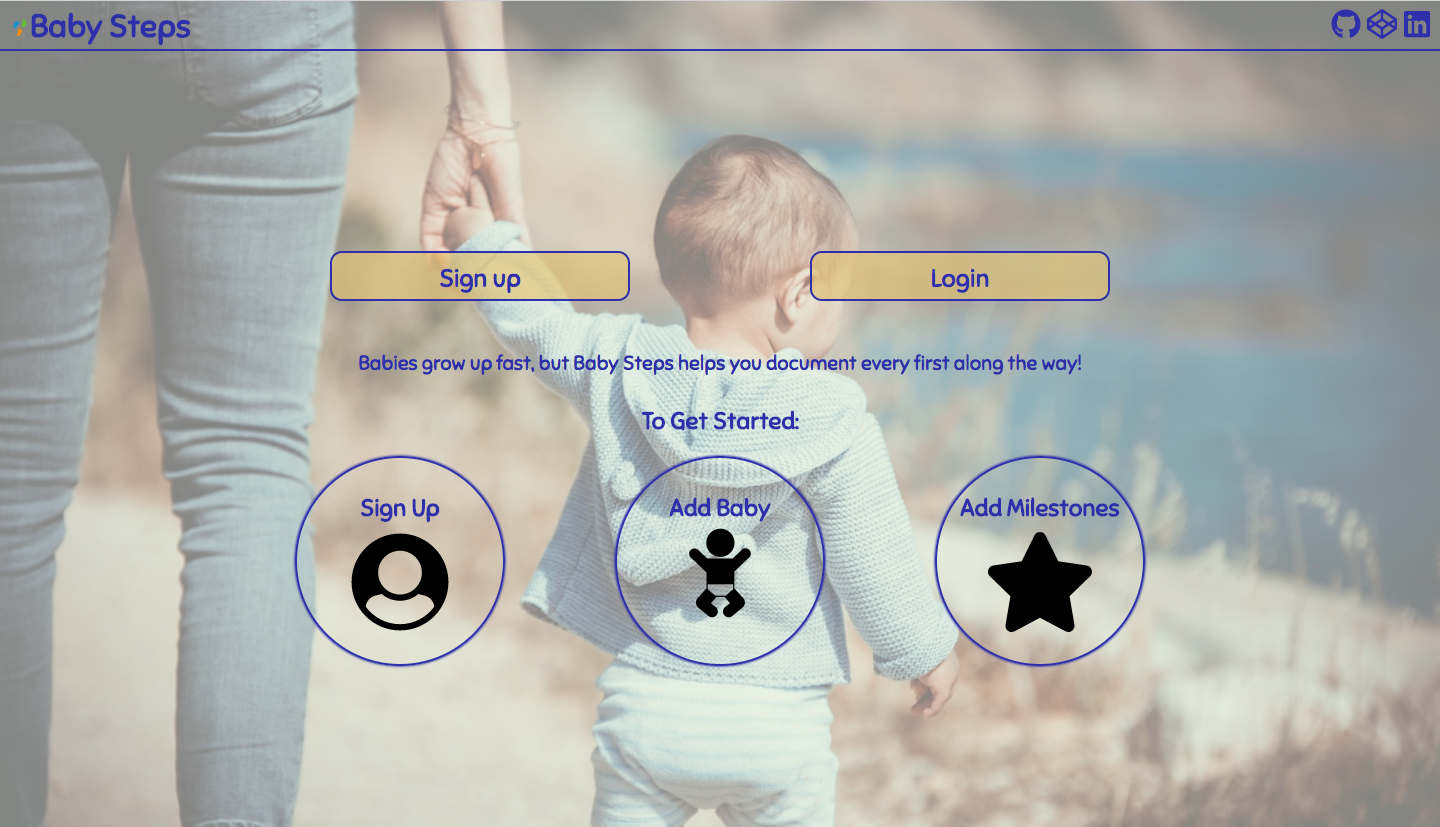 Baby Steps
in
Sign up
Login
Babies grow up fast, but Baby Steps helps you document every first along the way!
To Get Started:
Sign Up
Add Baby
Add Milestones